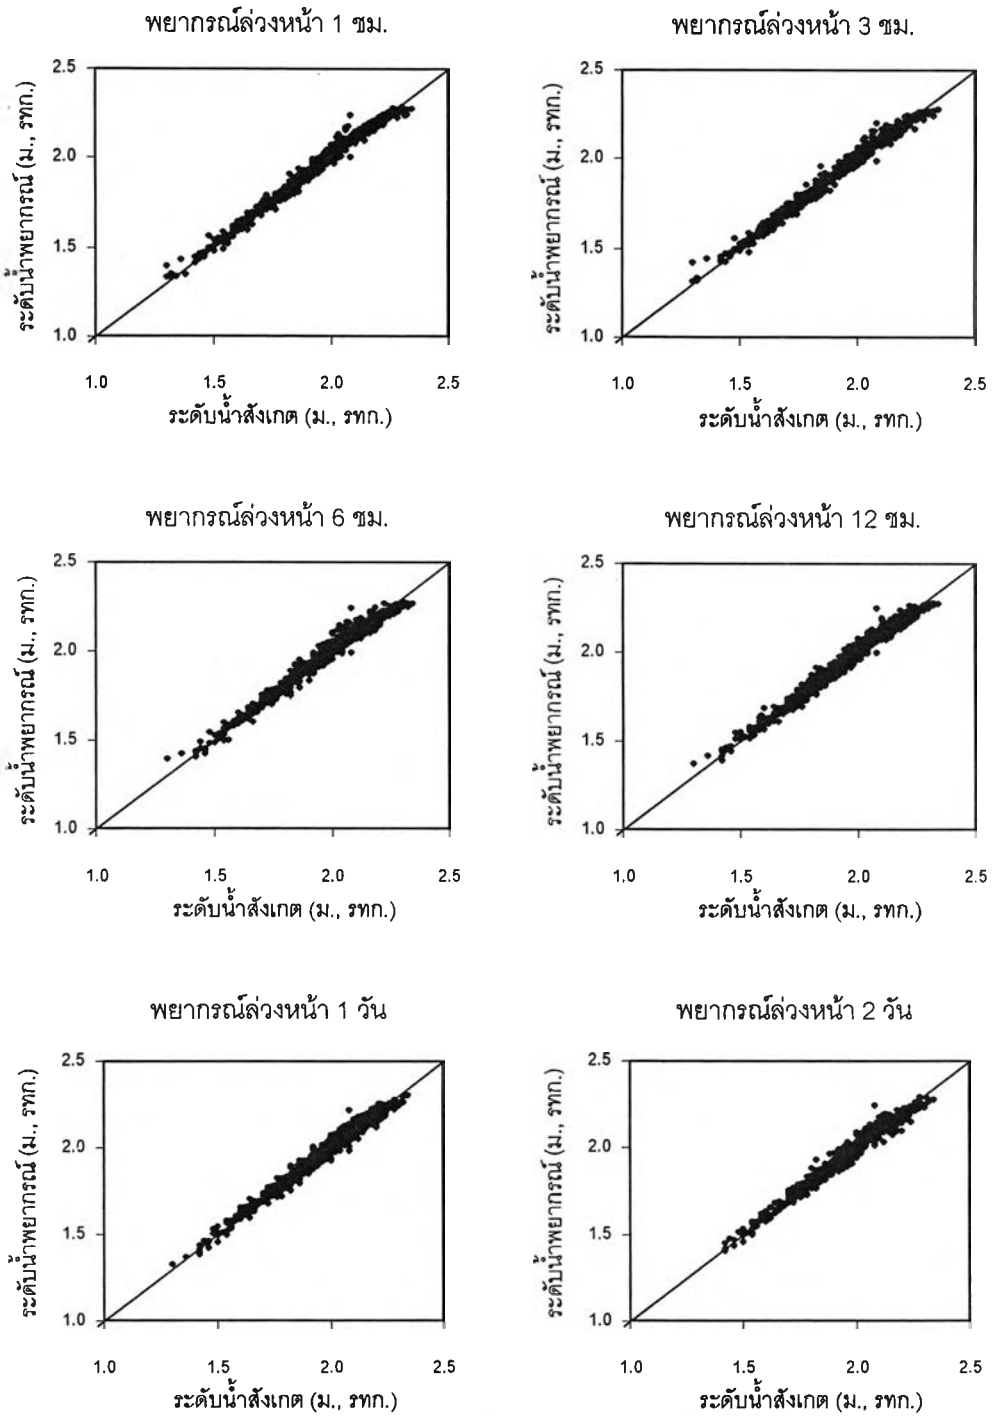 พยากรณ์ล่วงหน้า 1 ชม.
ระดับน้ำพยากรณ์ (ม., รทก.)
2.5
2.0
1.5
1.0
1.0 1.5 2.0 2.5
ระดับน้ำสังเกต (ม., รทก.)
พยากรณ์ล่วงหน้า 3 ชม.
ระดับน้ำพยากรณ์ (ม., รทก.)
2.5
2.0
1.5
1.0
1.0 1.5 2.0 2.5
ระดับน้ำสังเกต (ม., รทก.)
พยากรณ์ล่วงหน้า 6 ชม.
ระดับน้ำพยากรณ์ (ม., รทก.)
2.5
2.0
1.5
1.0
1.0 1.5 2.0 2.5
ระดับน้ำสังเกต (ม., รทก.)
พยากรณ์ล่วงหน้า 12 ชม.
ระดับน้ำพยากรณ์ (ม., รทก.)
2.5
2.0
1.5
1.0
1.0 1.5 2.0 2.5
ระดับน้ำสังเกต (ม., รทก.)
พยากรณ์ล่วงหน้า 1 วัน
ระดับน้ำพยากรณ์ (ม., รทก.)
2.5
2.0
1.5
1.0
1.0 1.5 2.0 2.5
ระดับน้ำสังเกต (ม., รทก.)
พยากรณ์ล่วงหน้า 2 วัน
ระดับน้ำพยากรณ์ (ม., รทก.)
2.5
2.0
1.5
1.0
1.0 1.5 2.0 2.5
ระดับน้ำสังเกต (ม., รทก.)